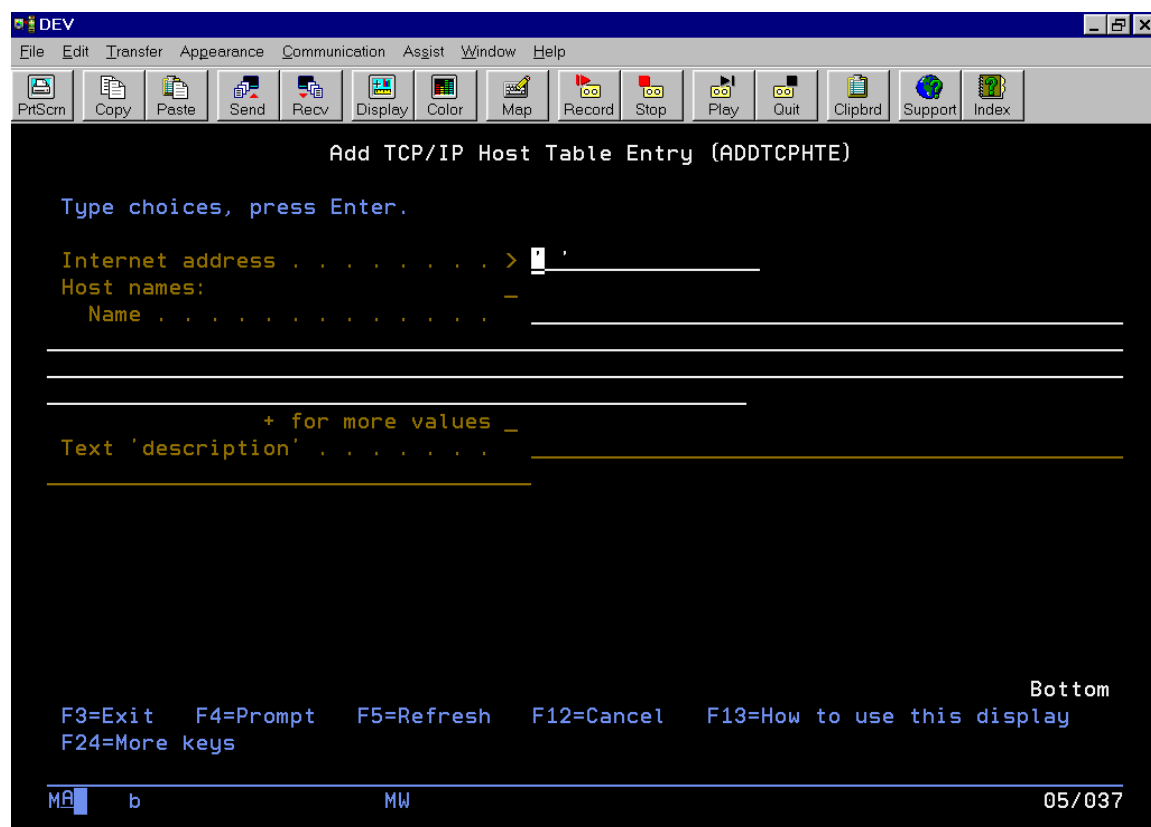 DEV
File Edit Transfer Appearance Communication Assist Window Help
PrtScrn Copy Paste Send Recv Display Color Map Record Stop Play Quit Clipbrd Support Index
Add TCP/IP Host Table Entry (ADDTCPHTE)
Type choices, press Enter.
Internet address . . . . . . . . > ' '
Host names: _
Name . . . . . . . . . . . . .
+ for more values _
Text 'description' . . . . . . .
Bottom
F3=Exit F4=Prompt F5=Refresh F12=Cancel F13=How to use this display
F24=More keys
MA b MW 05/037